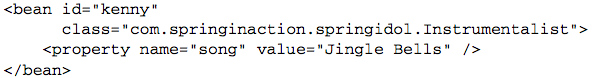 <bean id="kenny"
      class="com.springinaction.springidol.Instrumentalist">
    <property name="song" value="Jingle Bells" />
</bean>